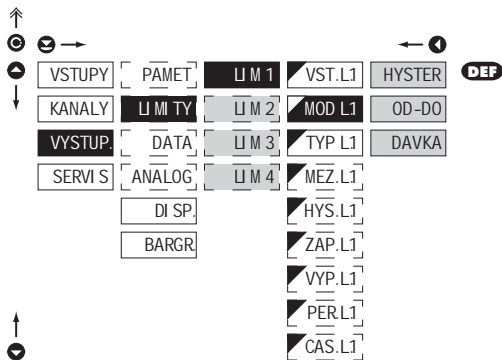 VSTUPY PAMET LIM 1 VST. L1 HYSTER DEF
KANALY LIMITY LIM 2 MOD L1 OD-DO
VYSTUP. DATA LIM 3 TYP L1 DAVKA
SERVIS ANALOG LIM 4 MEZ. L1
DISP. HYS. L1
BARGR. ZAP. L1
VYP. L1
PER. L1
CAS. L1